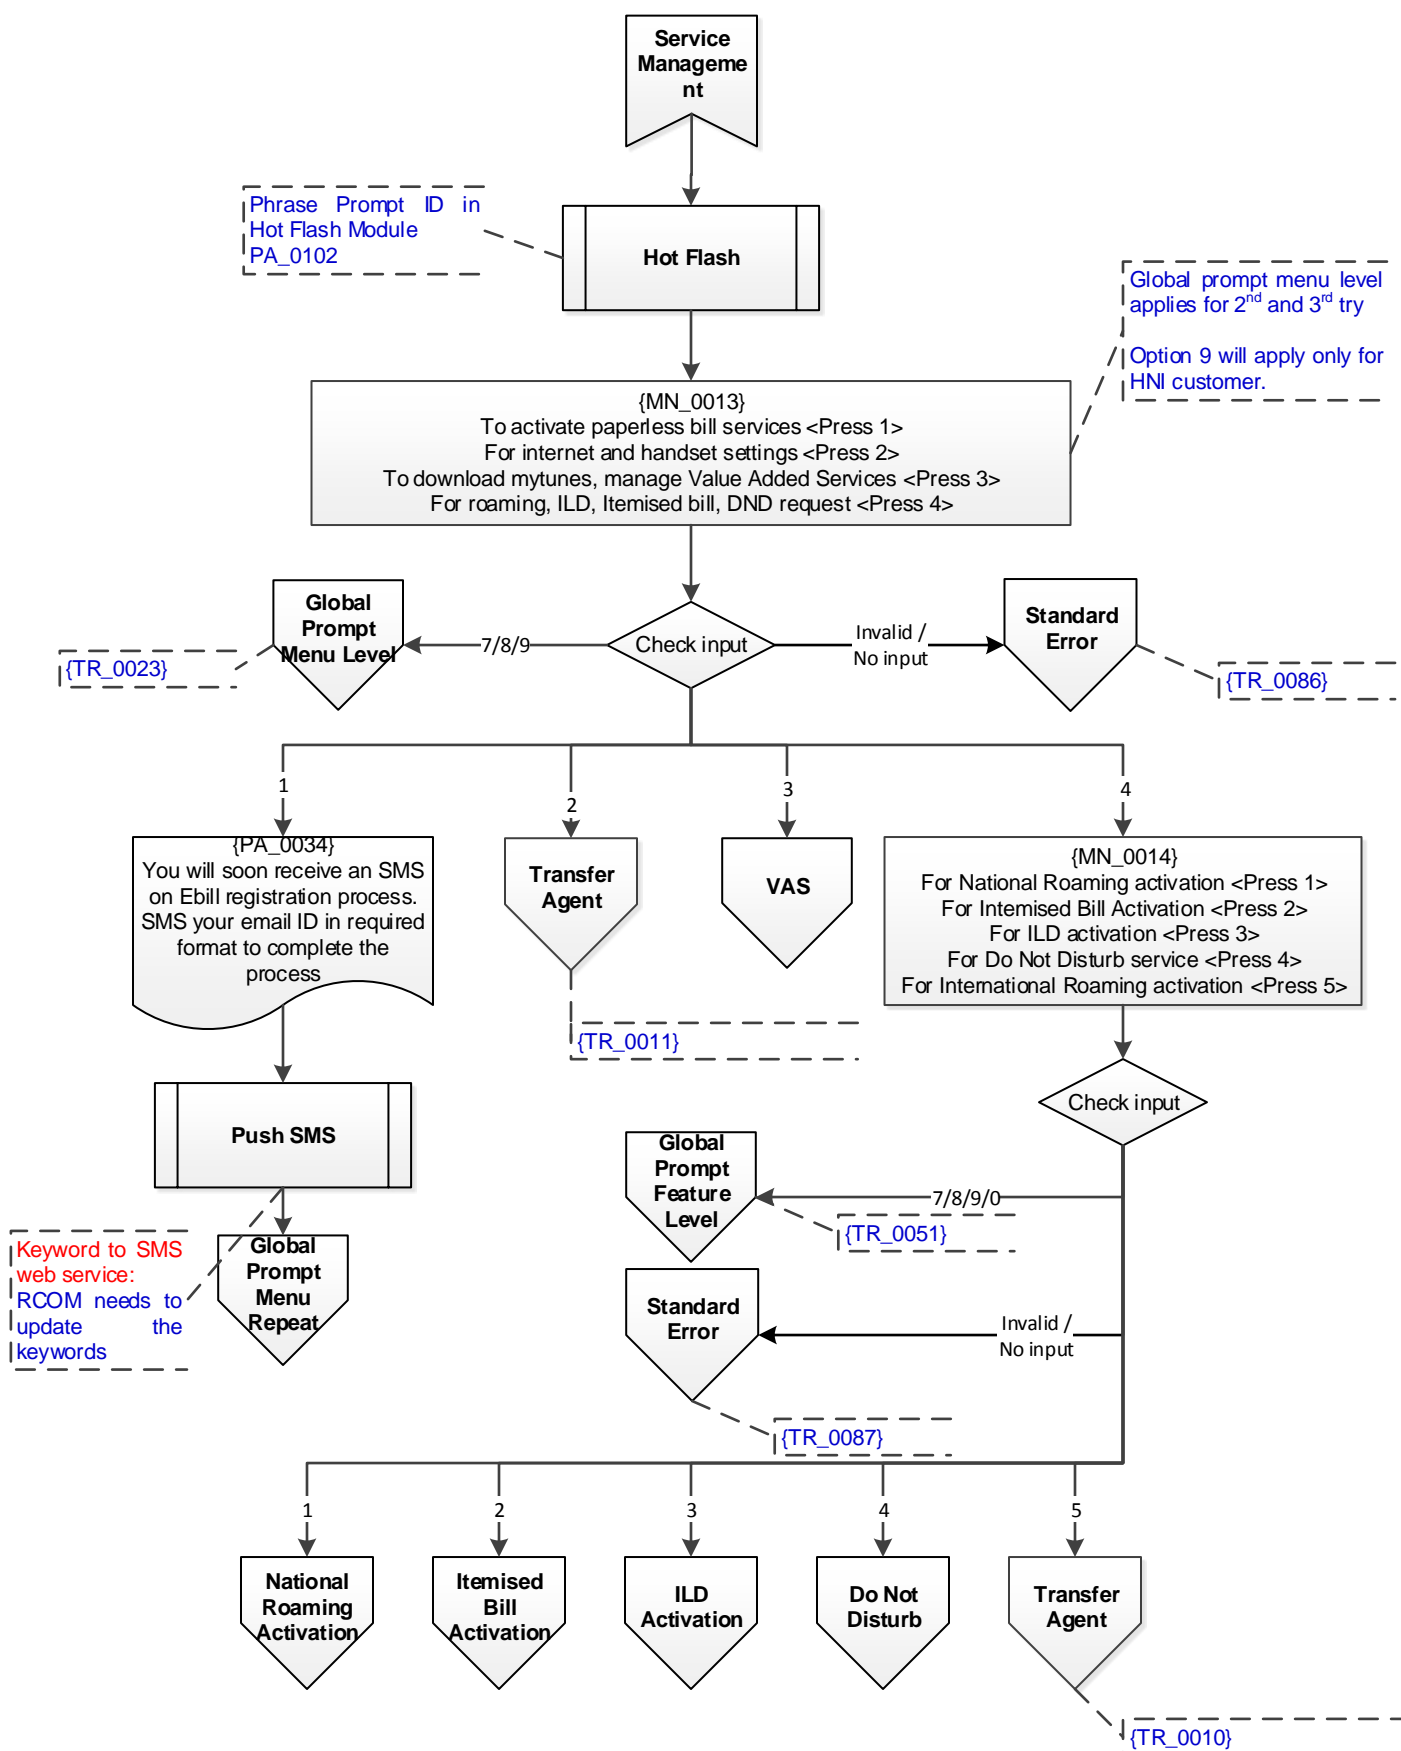 Service
Manageme
nt
Phrase Prompt ID in
Hot Flash Module
PA_0102
Hot Flash
Global prompt menu level
applies for 2nd and 3rd try
Option 9 will apply only for
HNI customer.
{MN_0013}
To activate paperless bill services <Press 1>
For internet and handset settings <Press 2>
To download mytunes, manage Value Added Services <Press 3>
For roaming, ILD, Itemised bill, DND request <Press 4>
Global
Prompt
Menu Level
{TR_0023}
7/8/9
Check input
Invalid /
No input
Standard
Error
{TR_0086}
1
2
3
4
{PA_0034}
You will soon receive an SMS
on Ebill registration process.
SMS your email ID in required
format to complete the
process
Transfer
Agent
{TR_0011}
VAS
{MN_0014}
For National Roaming activation <Press 1>
For Intemised Bill Activation <Press 2>
For ILD activation <Press 3>
For Do Not Disturb service <Press 4>
For International Roaming activation <Press 5>
Check input
Push SMS
Keyword to SMS
web service:
RCOM needs to
update the
keywords
Global
Prompt
Menu
Repeat
Global
Prompt
Feature
Level
7/8/9/0
{TR_0051}
Standard
Error
Invalid /
No input
{TR_0087}
1
2
3
4
5
National
Roaming
Activation
Itemised
Bill
Activation
ILD
Activation
Do Not
Disturb
Transfer
Agent
{TR_0010}